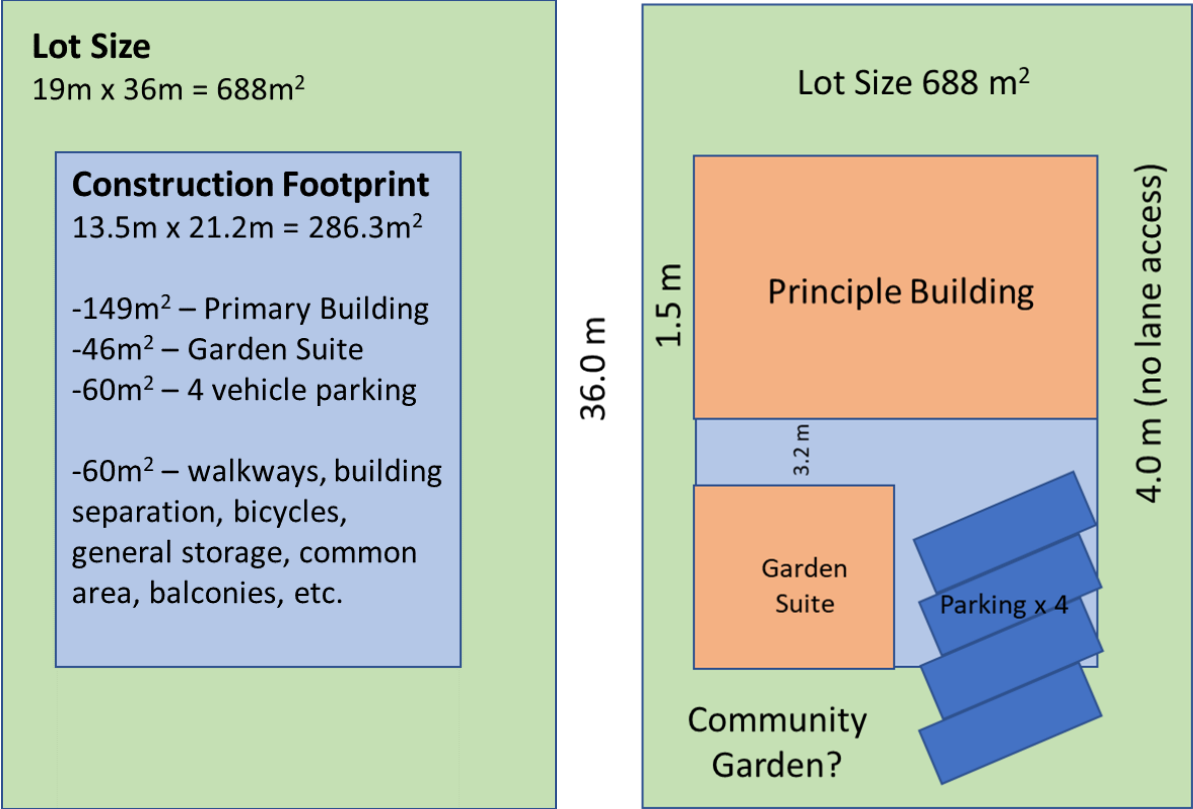 Lot Size
19m x 36m = 688m²
Construction Footprint
13.5m x 21.2m = 286.3m²
-149m² – Primary Building
-46m² – Garden Suite
-60m² – 4 vehicle parking
-60m² – walkways, building
separation, bicycles,
general storage, common
area, balconies, etc.
36.0 m
Lot Size 688 m²
1.5 m
Principle Building
4.0 m (no lane access)
3.2 m
Garden
Suite
Parking x 4
Community
Garden?